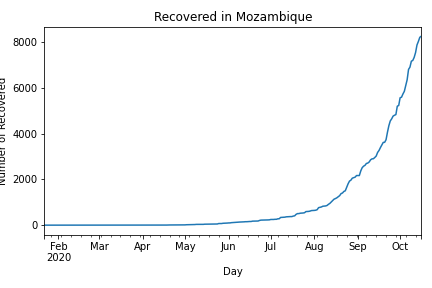 Recovered in Mozambique
Number of Recovered
8000
6000
4000
2000
0
Feb Mar Apr May Jun Jul Aug Sep Oct
2020
Day